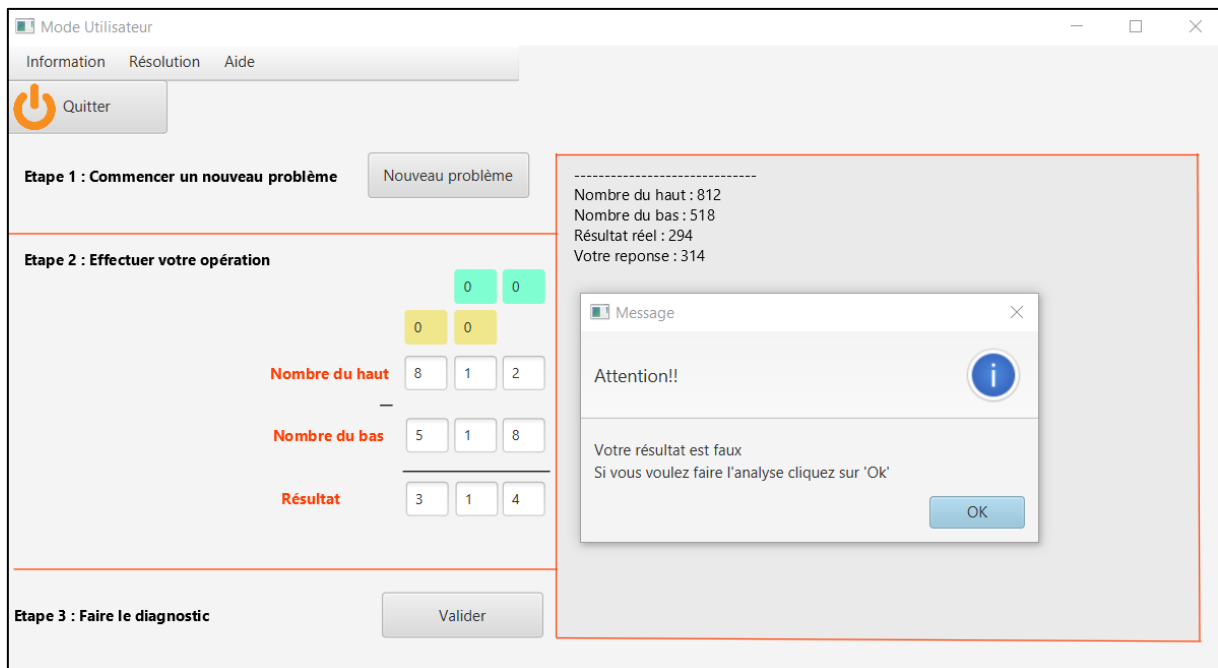 Mode Utilisateur
Information Résolution Aide
Quitter
Etape 1 : Commencer un nouveau problème
Nouveau problème
Etape 2 : Effectuer votre opération
0 0
0 0
Nombre du haut 8 1 2
—
Nombre du bas 5 1 8
Résultat 3 1 4
Etape 3 : Faire le diagnostic
Valider
------------------------------
Nombre du haut : 812
Nombre du bas : 518
Résultat réel : 294
Votre reponse : 314
Message
Attention!!
i
Votre résultat est faux
Si vous voulez faire l'analyse cliquez sur 'Ok'
OK